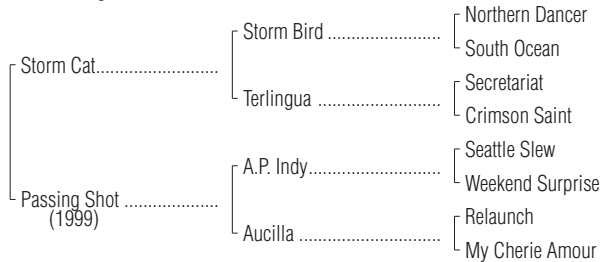 Northern Dancer
Storm Bird ............................
South Ocean
Storm Cat..............................
Secretariat
Terlingua ..............................
Crimson Saint
Seattle Slew
A.P. Indy................................
Weekend Surprise
Passing Shot .......................
(1999)
Relaunch
Aucilla ...................................
My Cherie Amour